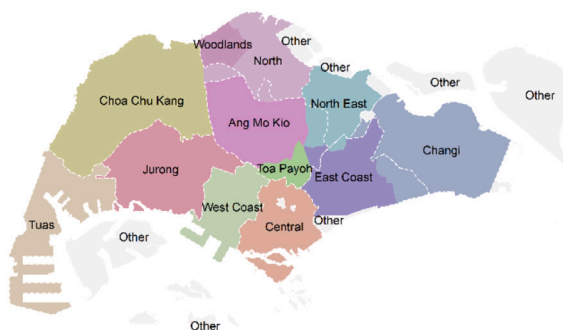 Woodlands
Other
North
Other
Other
Other
Choa Chu Kang
North East
Ang Mo Kio
Changi
Jurong
Toa Payoh
East Coast
West Coast
Tuas
Other
Central
Other
Other